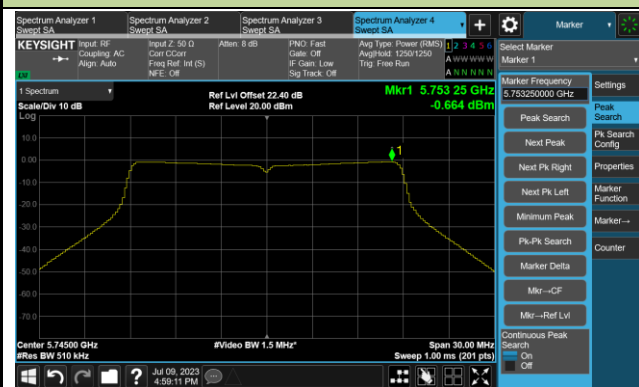 Spectrum Analyzer 1
Swept SA
Spectrum Analyzer 2
Swept SA
Spectrum Analyzer 3
Swept SA
Spectrum Analyzer 4
Swept SA
+
Marker
KEYSIGHT
Input: RF
Coupling: AC
Align: Auto
Input Z: 50 Ω
Corr CCorr
Freq Ref: Int (S)
NFE: Off
Atten: 8 dB
PNO: Fast
Gate: Off
IF Gain: Low
Sig Track: Off
Avg Type: Power (RMS)
Avg|Hold: 1250/1250
Trig: Free Run
1 2 3 4 5 6
A W W W W W
A N N N N N
LXI
Select Marker
Marker 1
1 Spectrum
Scale/Div 10 dB
Log
Ref Lvl Offset 22.40 dB
Ref Level 20.00 dBm
Mkr1 5.753 25 GHz
-0.664 dBm
10.0
0.00
-10.0
-20.0
-30.0
-40.0
-50.0
-60.0
-70.0
1
Center 5.74500 GHz
#Res BW 510 kHz
#Video BW 1.5 MHz*
Span 30.00 MHz
Sweep 1.00 ms (201 pts)
Marker Frequency
5.753250000 GHz
Peak Search
Next Peak
Next Pk Right
Next Pk Left
Minimum Peak
Pk-Pk Search
Marker Delta
Mkr→CF
Mkr→Ref Lvl
Continuous Peak
Search
On
Off
Settings
Peak
Search
Pk Search
Config
Properties
Marker
Function
Marker→
Counter
?
Jul 09, 2023
4:59:11 PM